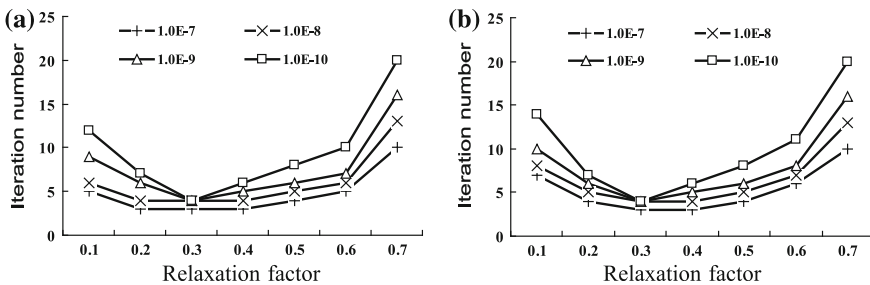 (a)
1.0E-7
1.0E-8
1.0E-9
1.0E-10
Iteration number
25
20
15
10
5
0
0.1 0.2 0.3 0.4 0.5 0.6 0.7
Relaxation factor
(b)
1.0E-7
1.0E-8
1.0E-9
1.0E-10
Iteration number
25
20
15
10
5
0
0.1 0.2 0.3 0.4 0.5 0.6 0.7
Relaxation factor